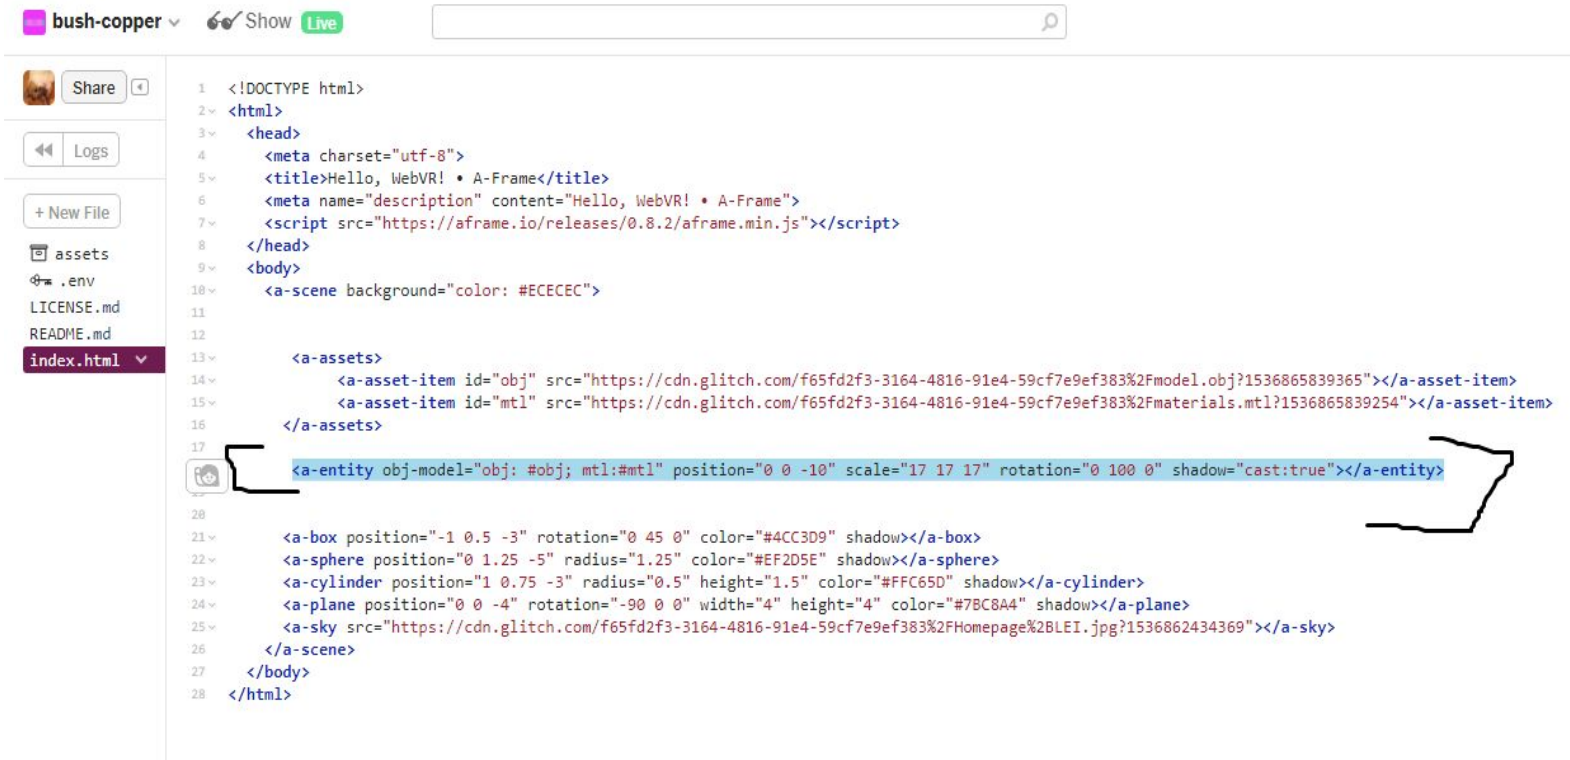 bush-copper Show Live
Share
Logs
+ New File
assets
.env
LICENSE.md
README.md
index.html
1 <!DOCTYPE html>
2 <html>
3 <head>
4 <meta charset="utf-8">
5 <title>Hello, WebVR! • A-Frame</title>
6 <meta name="description" content="Hello, WebVR! • A-Frame">
7 <script src="https://aframe.io/releases/0.8.2/aframe.min.js"></script>
8 </head>
9 <body>
10 <a-scene background="color: #ECECEC">
11
12
13 <a-assets>
14 <a-asset-item id="obj" src="https://cdn.glitch.com/f65fd2f3-3164-4816-91e4-59cf7e9ef383%2Fmodel.obj?1536865839365"></a-asset-item>
15 <a-asset-item id="mtl" src="https://cdn.glitch.com/f65fd2f3-3164-4816-91e4-59cf7e9ef383%2Fmaterials.mtl?1536865839254"></a-asset-item>
16 </a-assets>
17
<a-entity obj-model="obj: #obj; mtl:#mtl" position="0 0 -10" scale="17 17 17" rotation="0 100 0" shadow="cast:true"></a-entity>
20
21 <a-box position="-1 0.5 -3" rotation="0 45 0" color="#4CC3D9" shadow></a-box>
22 <a-sphere position="0 1.25 -5" radius="1.25" color="#EF2D5E" shadow></a-sphere>
23 <a-cylinder position="1 0.75 -3" radius="0.5" height="1.5" color="#FFC65D" shadow></a-cylinder>
24 <a-plane position="0 0 -4" rotation="-90 0 0" width="4" height="4" color="#7BC8A4" shadow></a-plane>
25 <a-sky src="https://cdn.glitch.com/f65fd2f3-3164-4816-91e4-59cf7e9ef383%2FHomepage%2BLEI.jpg?1536862434369"></a-sky>
26 </a-scene>
27 </body>
28 </html>